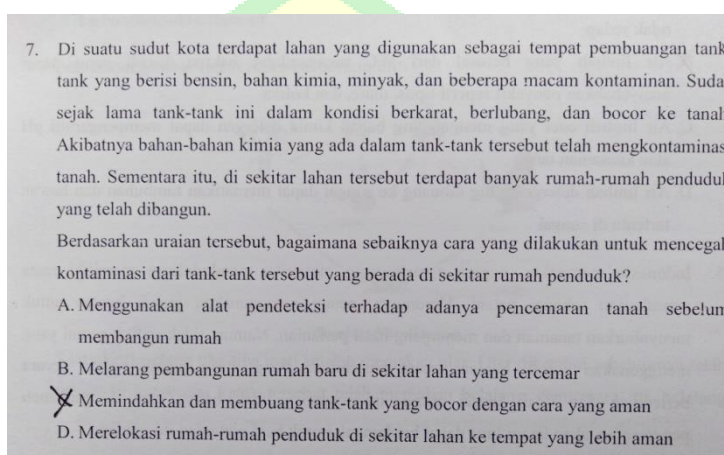 7. Di suatu sudut kota terdapat lahan yang digunakan sebagai tempat pembuangan tank
tank yang berisi bensin, bahan kimia, minyak, dan beberapa macam kontaminan. Suda
sejak lama tank-tank ini dalam kondisi berkarat, berlubang, dan bocor ke tanah
Akibatnya bahan-bahan kimia yang ada dalam tank-tank tersebut telah mengkontaminas
tanah. Sementara itu, di sekitar lahan tersebut terdapat banyak rumah-rumah penduduk
yang telah dibangun.
Berdasarkan uraian tersebut, bagaimana sebaiknya cara yang dilakukan untuk mencegah
kontaminasi dari tank-tank tersebut yang berada di sekitar rumah penduduk?
A. Menggunakan alat pendeteksi terhadap adanya pencemaran tanah sebelum
membangun rumah
B. Melarang pembangunan rumah baru di sekitar lahan yang tercemar
Memindahkan dan membuang tank-tank yang bocor dengan cara yang aman
D. Merelokasi rumah-rumah penduduk di sekitar lahan ke tempat yang lebih aman